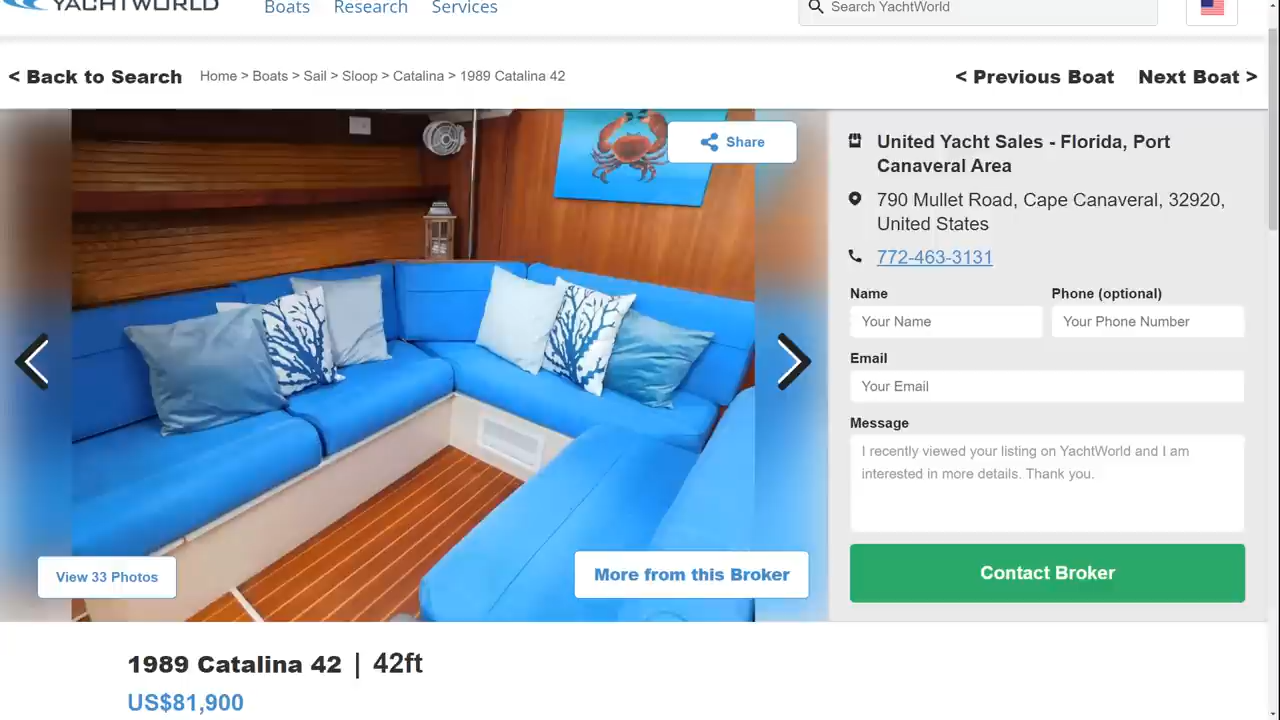 YACHTWORLD
Boats Research Services
Search YachtWorld
< Back to Search
Home > Boats > Sail > Sloop > Catalina > 1989 Catalina 42
< Previous Boat
Next Boat >
Share
View 33 Photos
More from this Broker
United Yacht Sales - Florida, Port
Canaveral Area
790 Mullet Road, Cape Canaveral, 32920,
United States
772-463-3131
Name
Phone (optional)
Your Name
Your Phone Number
Email
Your Email
Message
I recently viewed your listing on YachtWorld and I am
interested in more details. Thank you.
Contact Broker
1989 Catalina 42 | 42ft
US$81,900